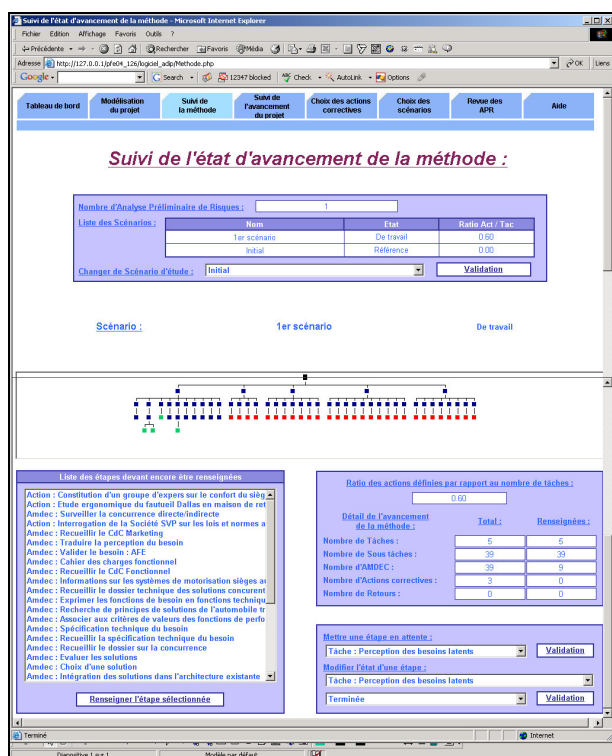 Suivi de l'état d'avancement de la méthode - Microsoft Internet Explorer
Fichier Edition Affichage Favoris Outils ?
Précédente Rechercher Favoris Média
Adresse http://127.0.0.1/pfe04_126/logiciel_adip/Methode.php OK Liens
Google Search 12347 blocked Check AutoLink Options
Tableau de bord
Modélisation du projet
Suivi de la méthode
Suivi de l'avancement du projet
Choix des actions correctives
Choix des scénarios
Revue des APR
Aide
Suivi de l'état d'avancement de la méthode :
Nombre d'Analyse Préliminaire de Risques : 1
Liste des Scénarios : Nom Etat Ratio Act / Tac
1er scénario De travail 0.60
Initial Référence 0.00
Changer de Scénario d'étude : Initial Validation
Scénario : 1er scénario De travail
Liste des étapes devant encore être renseignées
Action : Constitution d'un groupe d'expers sur le confort du sièg
Action : Etude ergonomique du fauteuil Dallas en maison de ret
Amdec : Surveiller la concurrence directe/indirecte
Action : Interrogation de la Société SVP sur les lois et normes a
Amdec : Recueillir le CdC Marketing
Amdec : Traduire la perception du besoin
Amdec : Valider le besoin : AFE
Amdec : Cahier des charges fonctionnel
Amdec : Recueillir le CdC Fonctionnel
Amdec : Informations sur les systèmes de motorisation sièges au
Amdec : Recueillir le dossier technique des solutions concurent
Amdec : Exprimer les fonctions de besoin en fonctions techniqu
Amdec : Recherche de principes de solutions de l'automobile tr
Amdec : Associer aux critères de valeurs des fonctions de perfo
Amdec : Spécification technique du besoin
Amdec : Recueillir la spécification technique du besoin
Amdec : Recueillir le dossier sur la concurrence
Amdec : Evaluer les solutions
Amdec : Choix d'une solution
Amdec : Intégration des solutions dans l'architecture existante
Renseigner l'étape sélectionnée
Ratio des actions définies par rapport au nombre de tâches :
0.60
Détail de l'avancement de la méthode : Total : Renseignées :
Nombre de Tâches : 5 5
Nombre de Sous tâches : 39 39
Nombre d'AMDEC : 39 9
Nombre d'Actions correctives : 3 0
Nombre de Retours : 0 0
Mettre une étape en attente :
Tâche : Perception des besoins latents Validation
Modifier l'état d'une étape :
Tâche : Perception des besoins latents
Terminée Validation
Terminé Internet
Diapositive 1 sur 1 Modèle par défaut